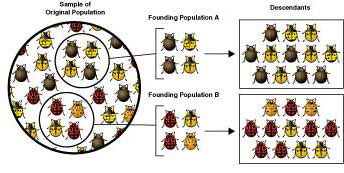 Sample of
Original Population
Founding Population A
Descendants
Founding Population B